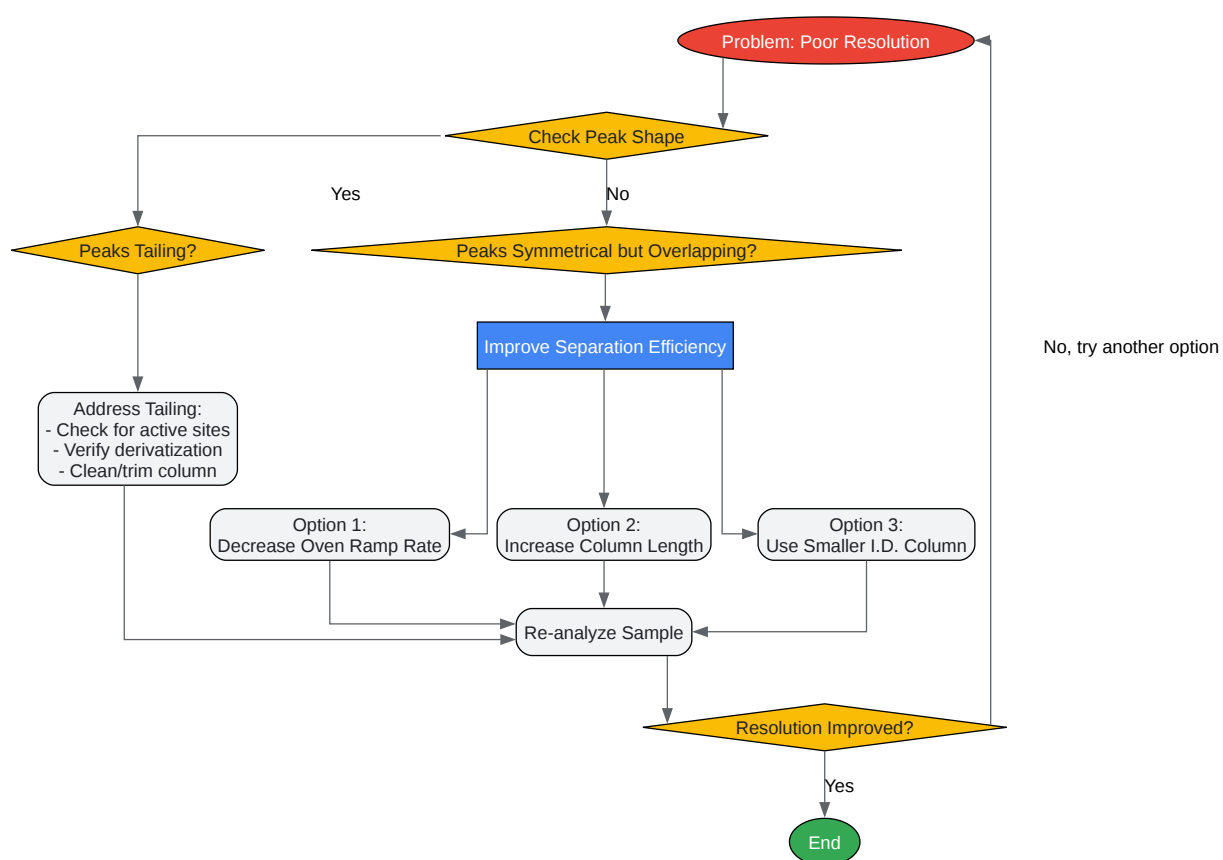 Problem: Poor Resolution
Check Peak Shape
Yes
No
Peaks Tailing?
Peaks Symmetrical but Overlapping?
Improve Separation Efficiency
No, try another option
Address Tailing:
- Check for active sites
- Verify derivatization
- Clean/trim column
Option 1:
Decrease Oven Ramp Rate
Option 2:
Increase Column Length
Option 3:
Use Smaller I.D. Column
Re-analyze Sample
Resolution Improved?
Yes
End